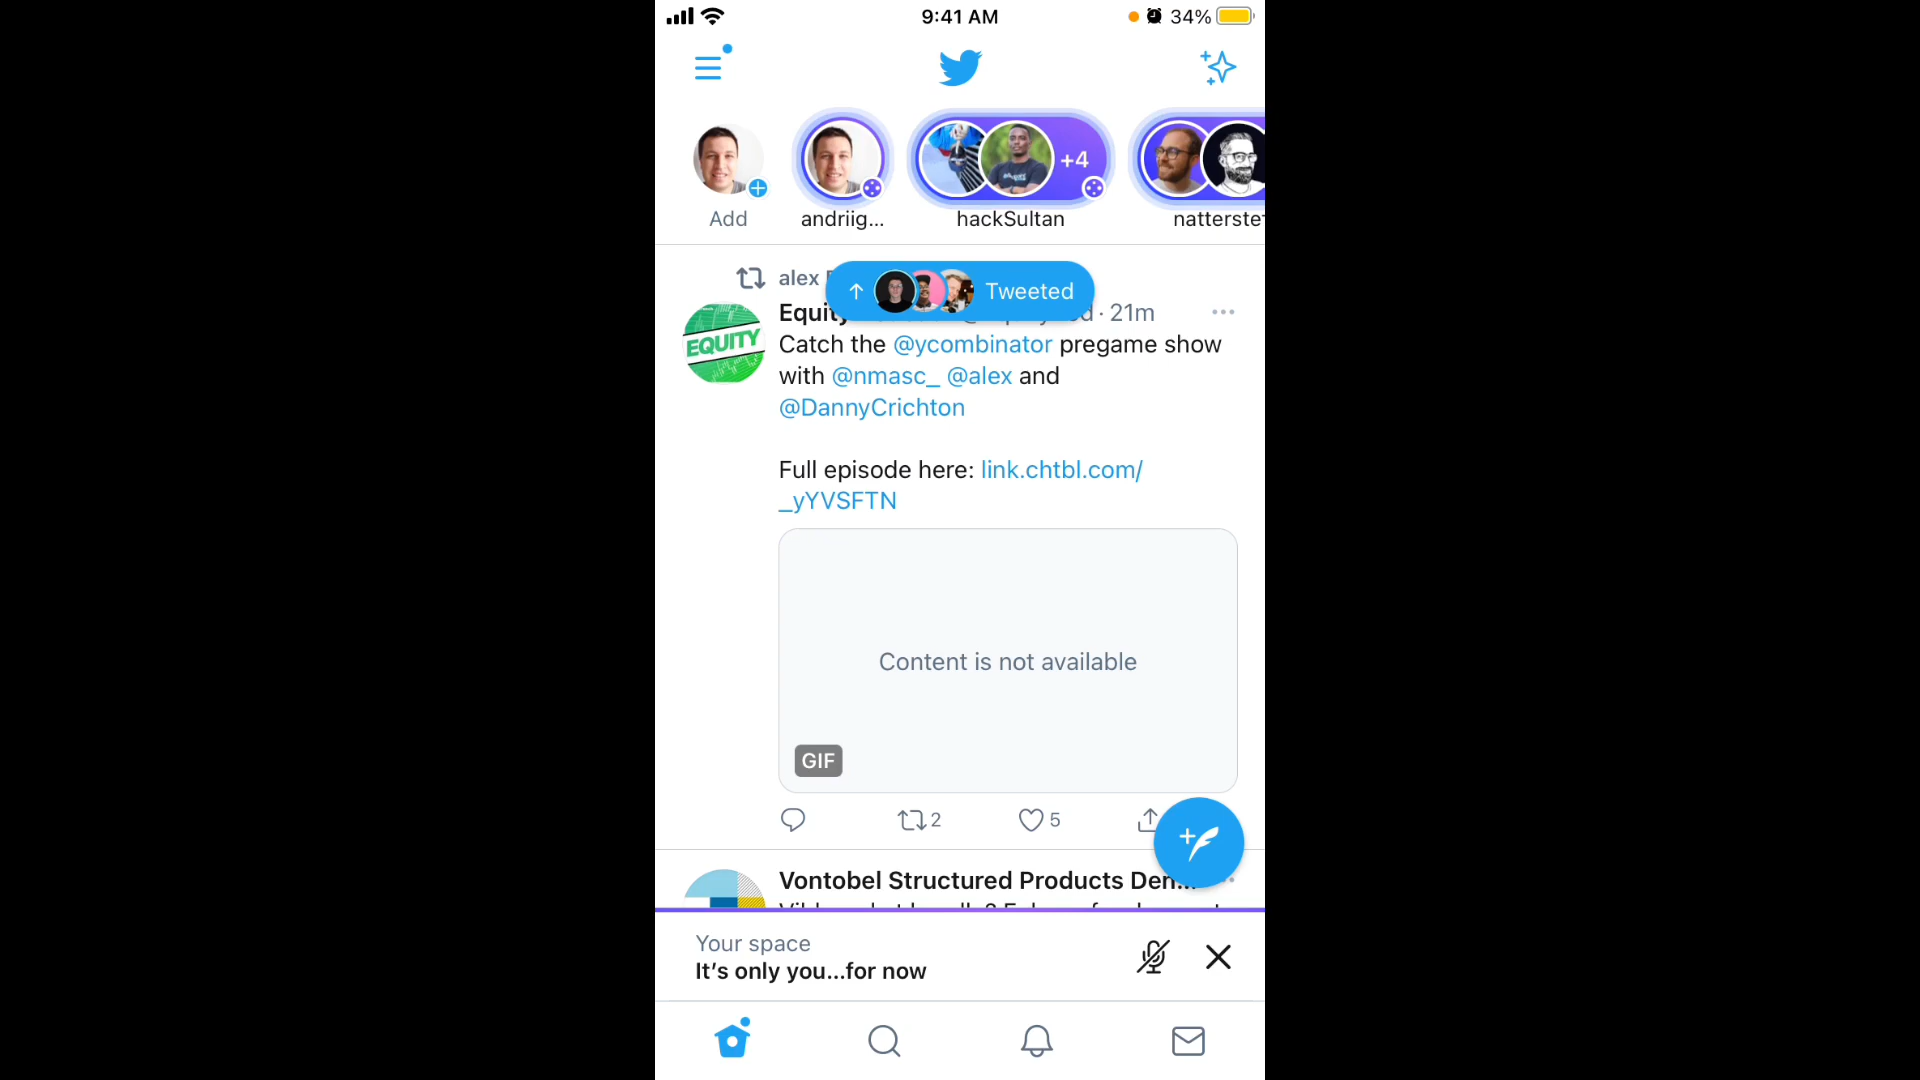 9:41 AM
34%
+4
Add
andriig...
hackSultan
alex
Tweeted
21m
EQUITY
Catch the @ycombinator pregame show
with @nmasc_ @alex and
@DannyCrichton
Full episode here: link.chtbl.com/
_yYVSFTN
Content is not available
GIF
2
5
Vontobel Structured Products Den...
Your space
It's only you...for now